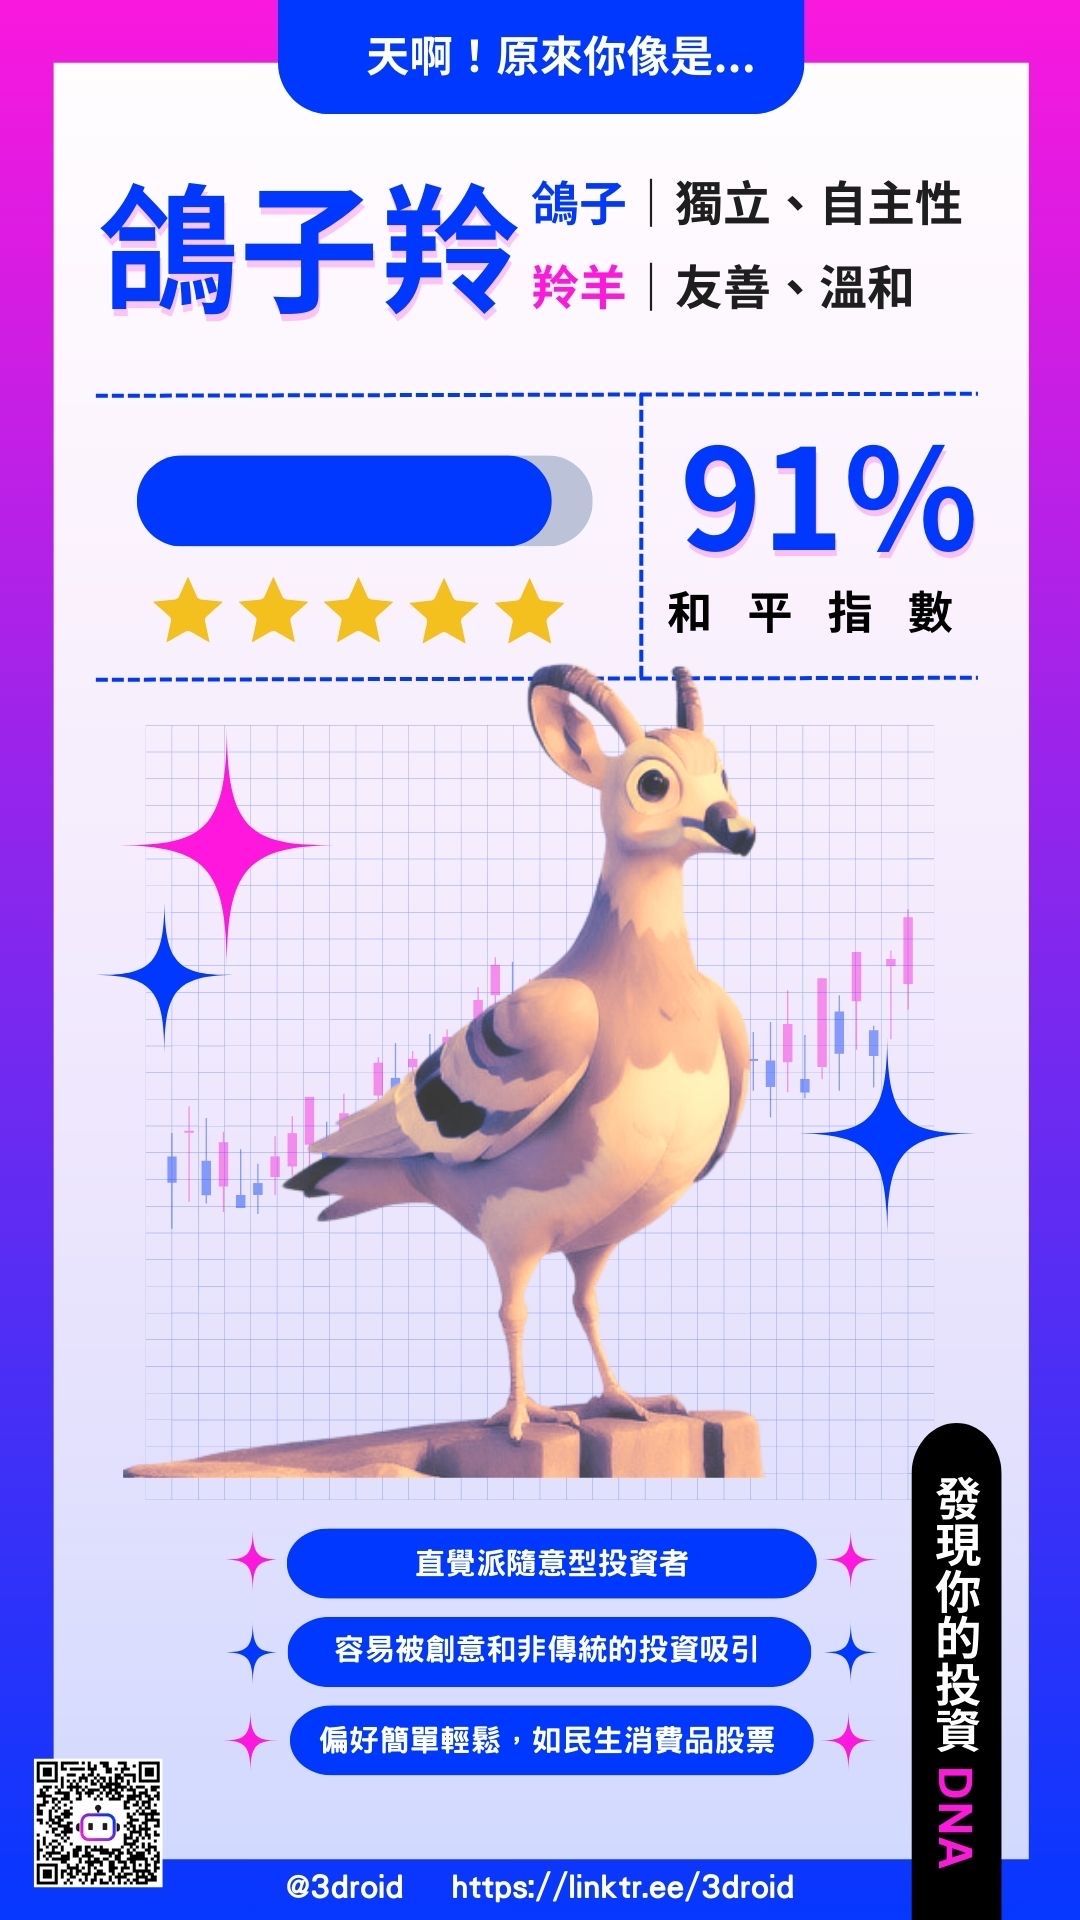 天啊！原來你像是...
鴿子羚
鴿子｜獨立、自主性
羚羊｜友善、溫和
91%
和平指數
直覺派隨意型投資者
容易被創意和非傳統的投資吸引
偏好簡單輕鬆，如民生消費品股票
發現你的投資 DNA
@3droid https://linktr.ee/3droid